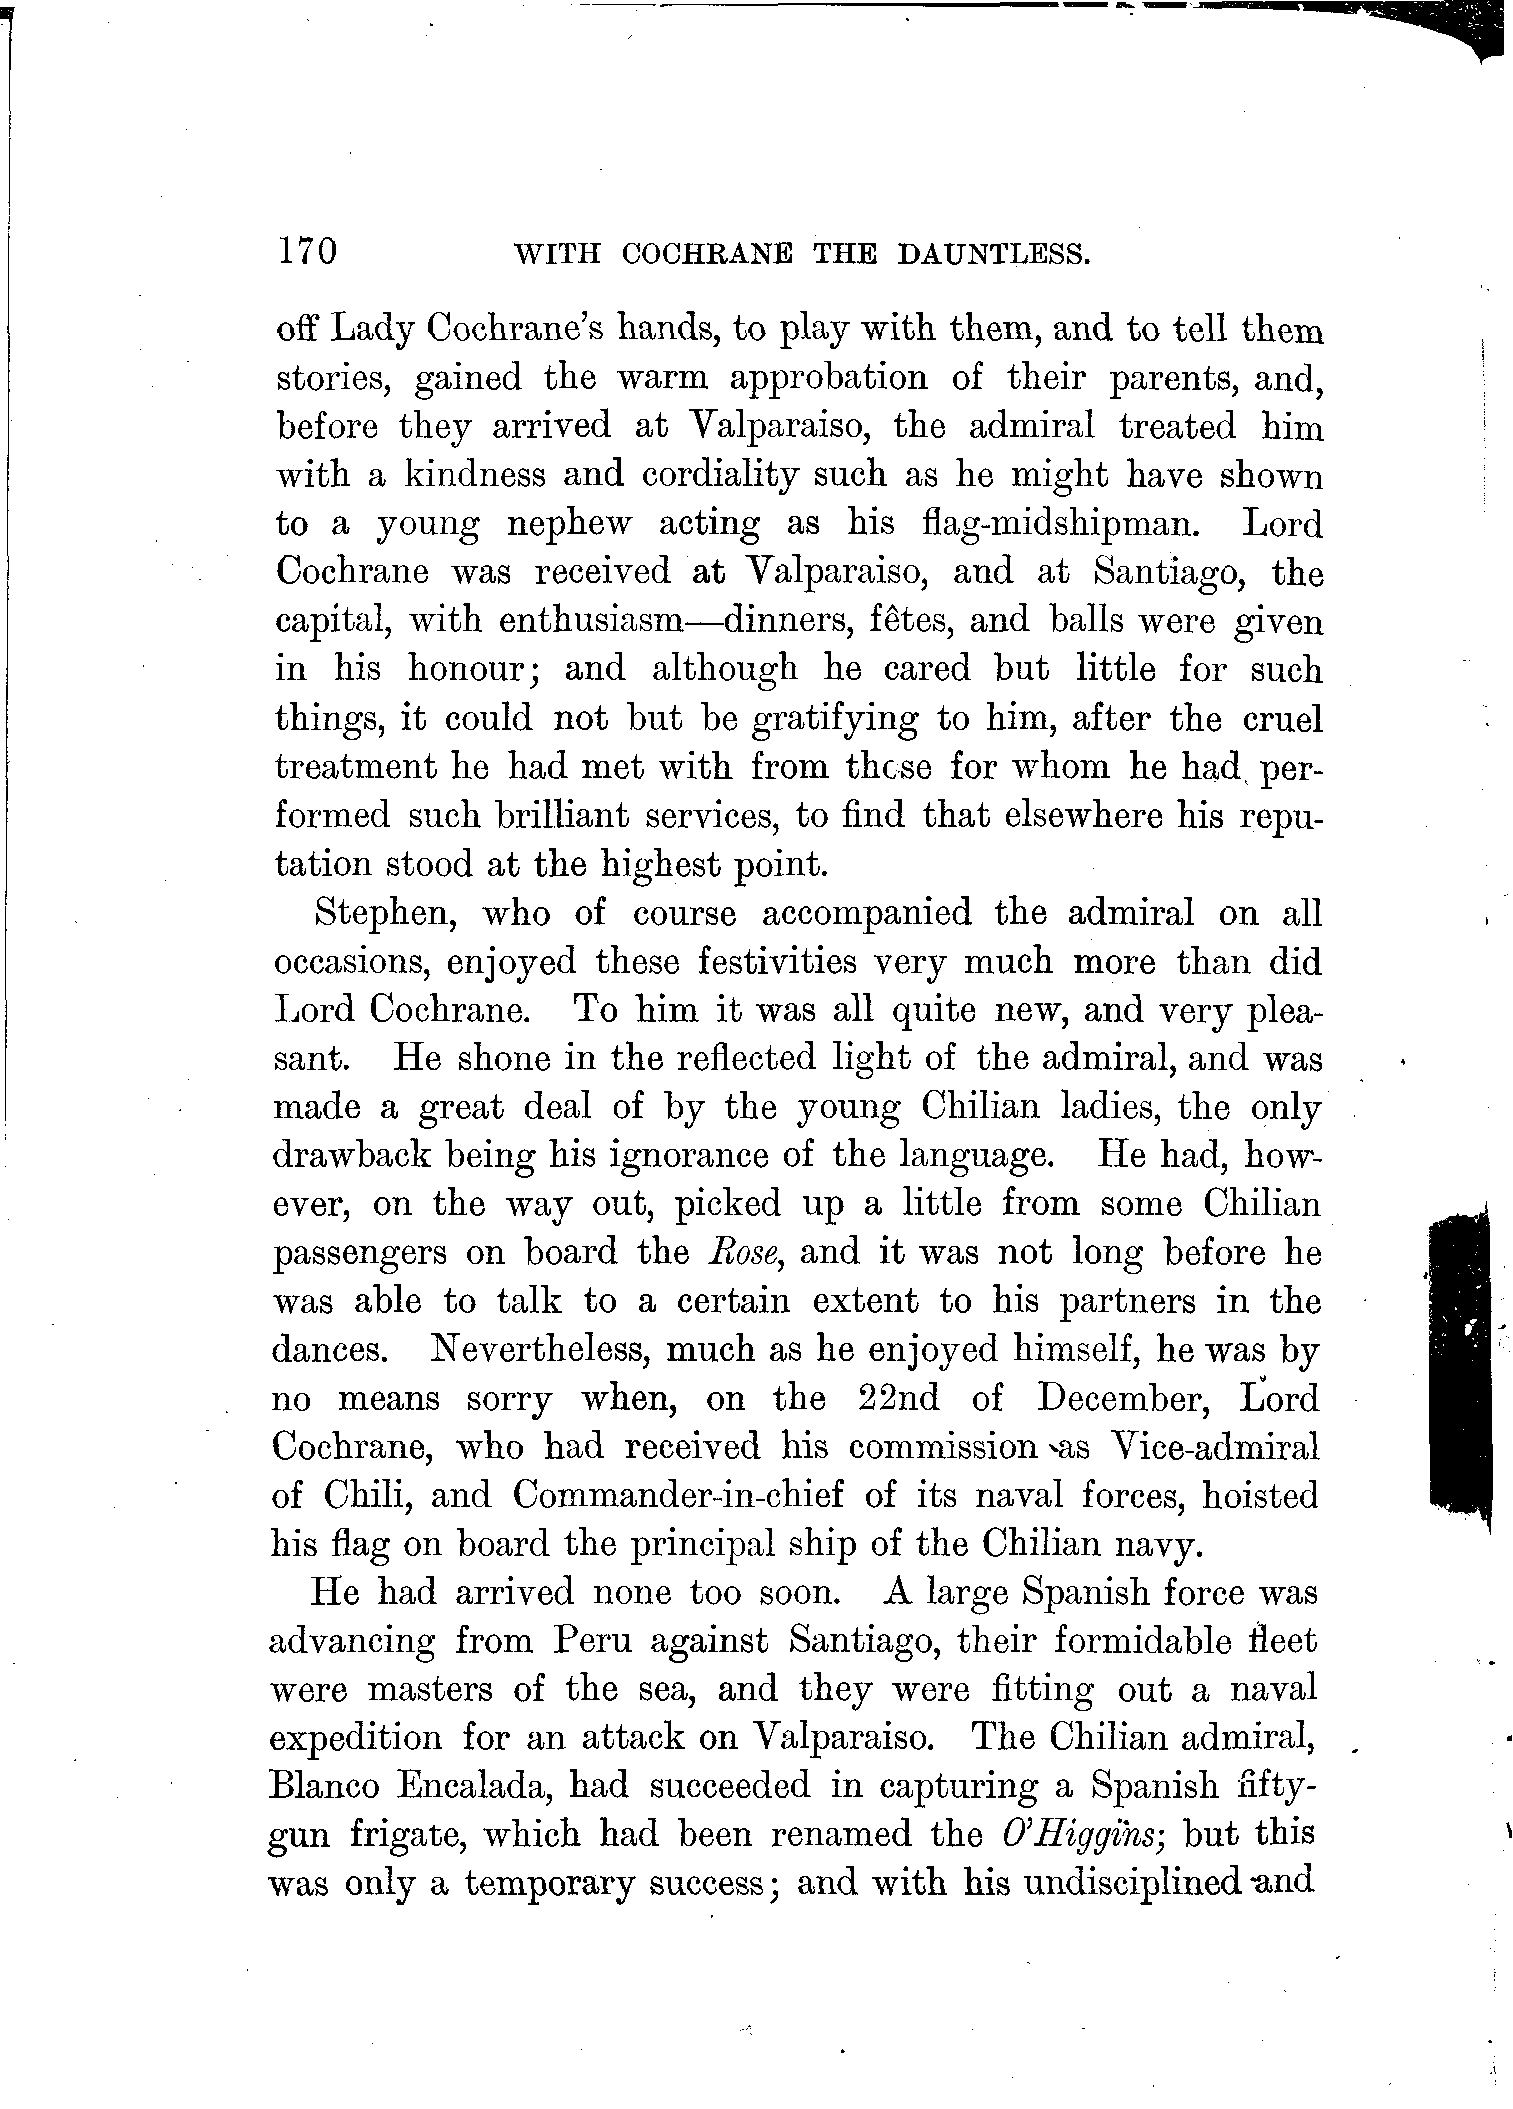 170 WITH COCHRANE THE DAUNTLESS.
off Lady Cochrane's hands, to play with them, and to tell them
stories, gained the warm approbation of their parents, and,
before they arrived at Valparaiso, the admiral treated him
with a kindness and cordiality such as he might have shown
to a young nephew acting as his flag-midshipman. Lord
Cochrane was received at Valparaiso, and at Santiago, the
capital, with enthusiasm—dinners, fêtes, and balls were given
in his honour; and although he cared but little for such
things, it could not but be gratifying to him, after the cruel
treatment he had met with from those for whom he had per-
formed such brilliant services, to find that elsewhere his repu-
tation stood at the highest point.
Stephen, who of course accompanied the admiral on all
occasions, enjoyed these festivities very much more than did
Lord Cochrane. To him it was all quite new, and very plea-
sant. He shone in the reflected light of the admiral, and was
made a great deal of by the young Chilian ladies, the only
drawback being his ignorance of the language. He had, how-
ever, on the way out, picked up a little from some Chilian
passengers on board the Rose, and it was not long before he
was able to talk to a certain extent to his partners in the
dances. Nevertheless, much as he enjoyed himself, he was by
no means sorry when, on the 22nd of December, Lord
Cochrane, who had received his commission as Vice-admiral
of Chili, and Commander-in-chief of its naval forces, hoisted
his flag on board the principal ship of the Chilian navy.
He had arrived none too soon. A large Spanish force was
advancing from Peru against Santiago, their formidable fleet
were masters of the sea, and they were fitting out a naval
expedition for an attack on Valparaiso. The Chilian admiral,
Blanco Encalada, had succeeded in capturing a Spanish fifty-
gun frigate, which had been renamed the O'Higgins; but this
was only a temporary success; and with his undisciplined and